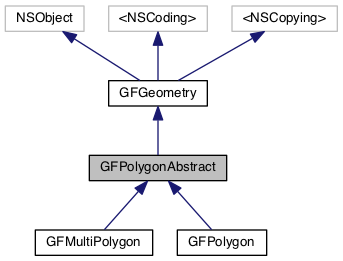 NSObject
<NSCoding>
<NSCopying>
GFGeometry
GFPolygonAbstract
GFMultiPolygon
GFPolygon